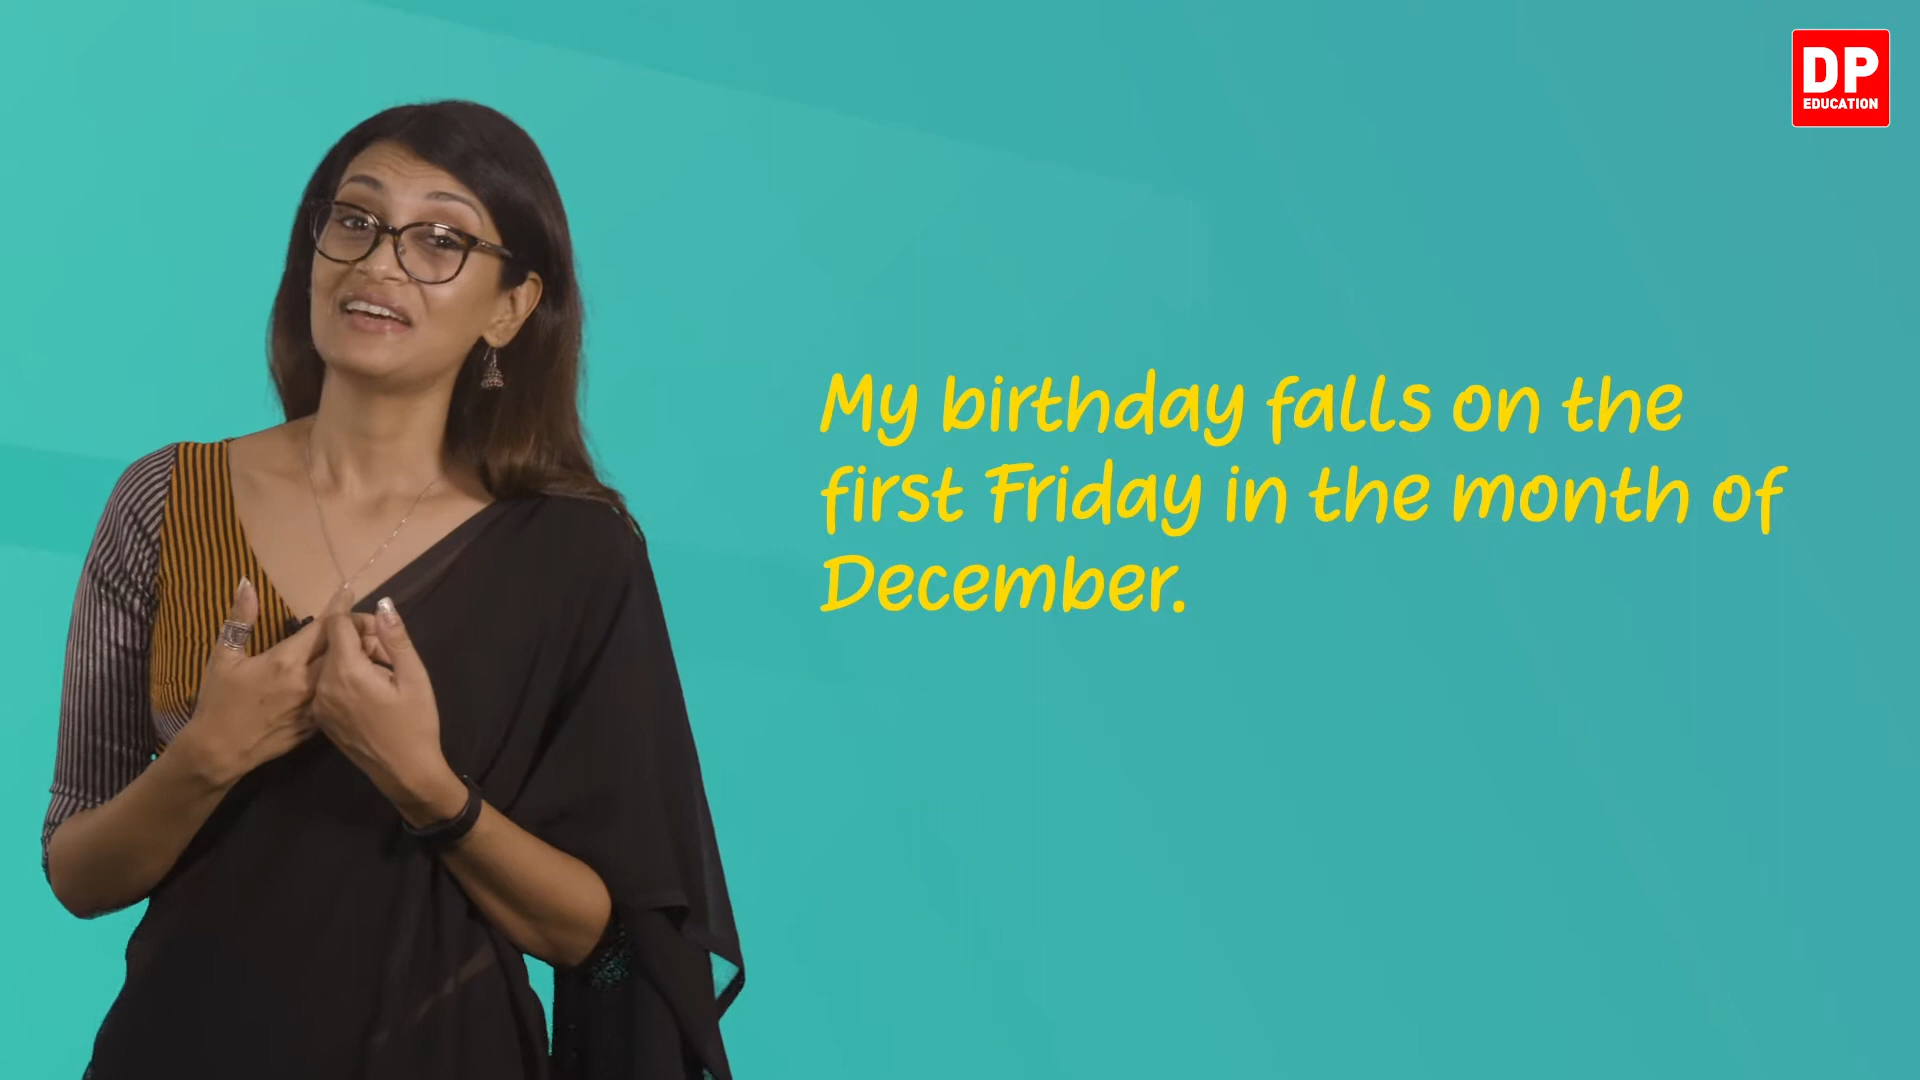 DP
EDUCATION
My birthday falls on the
first Friday in the month of
December.